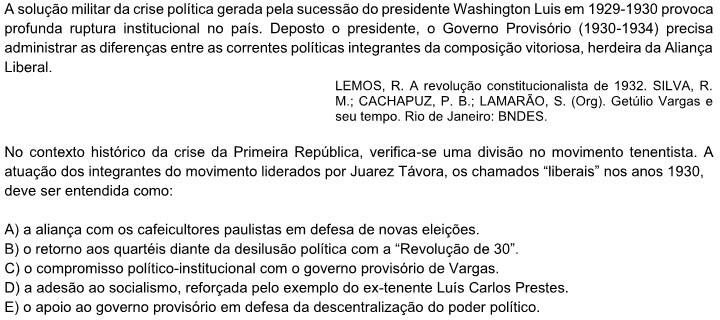 A solução militar da crise política gerada pela sucessão do presidente Washington Luis em 1929-1930 provoca
profunda ruptura institucional no país. Deposto o presidente, o Governo Provisório (1930-1934) precisa
administrar as diferenças entre as correntes políticas integrantes da composição vitoriosa, herdeira da Aliança
Liberal.
LEMOS, R. A revolução constitucionalista de 1932. SILVA, R.
M.; CACHAPUZ, P. B.; LAMARÃO, S. (Org). Getúlio Vargas e
seu tempo. Rio de Janeiro: BNDES.
No contexto histórico da crise da Primeira República, verifica-se uma divisão no movimento tenentista. A
atuação dos integrantes do movimento liderados por Juarez Távora, os chamados “liberais” nos anos 1930,
deve ser entendida como:
A) a aliança com os cafeicultores paulistas em defesa de novas eleições.
B) o retorno aos quartéis diante da desilusão política com a “Revolução de 30”.
C) o compromisso político-institucional com o governo provisório de Vargas.
D) a adesão ao socialismo, reforçada pelo exemplo do ex-tenente Luís Carlos Prestes.
E) o apoio ao governo provisório em defesa da descentralização do poder político.